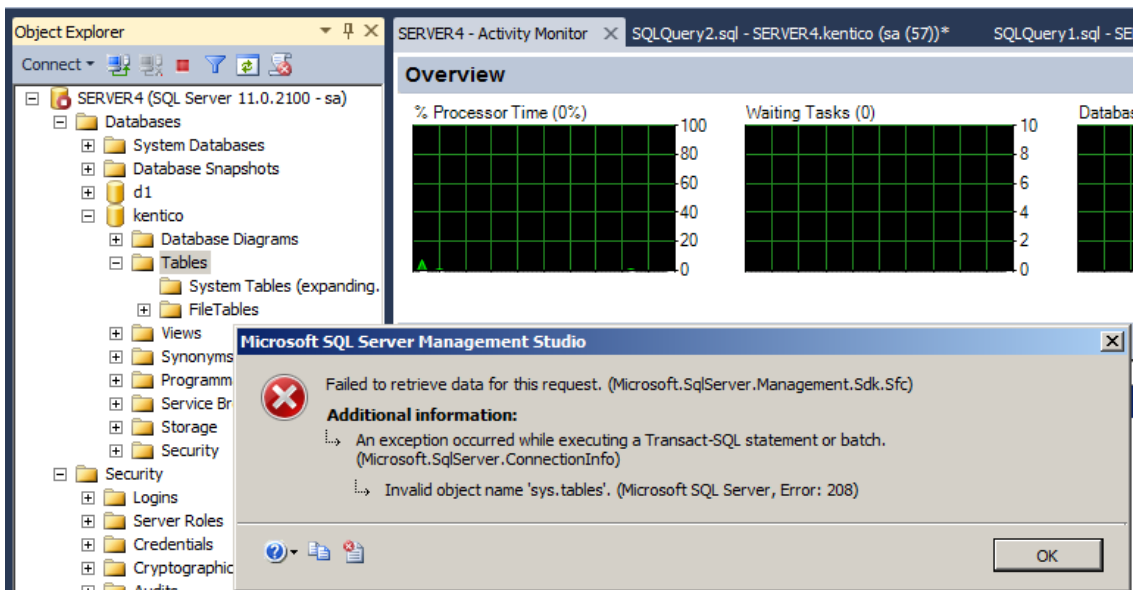 Object Explorer
Connect
SERVER4 (SQL Server 11.0.2100 - sa)
Databases
System Databases
Database Snapshots
d1
kentico
Database Diagrams
Tables
System Tables (expanding.
FileTables
Views
Synonyms
Programm
Service Br
Storage
Security
Security
Logins
Server Roles
Credentials
Cryptographic
Audits
SERVER4 - Activity Monitor
SQLQuery2.sql - SERVER4.kentico (sa (57))*
SQLQuery1.sql - SE
Overview
% Processor Time (0%)
100
80
60
40
20
0
Waiting Tasks (0)
10
8
6
4
2
0
Databas
Microsoft SQL Server Management Studio
Failed to retrieve data for this request. (Microsoft.SqlServer.Management.Sdk.Sfc)
Additional information:
An exception occurred while executing a Transact-SQL statement or batch.
(Microsoft.SqlServer.ConnectionInfo)
Invalid object name 'sys.tables'. (Microsoft SQL Server, Error: 208)
OK